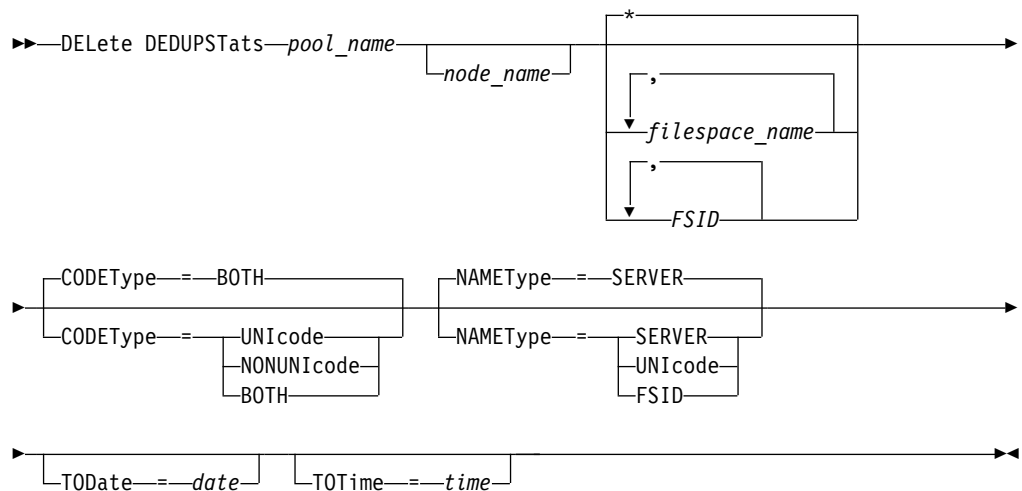 *
DELete DEDUPSTats pool_name
node_name
,
filespace_name
,
FSID
CODEType = BOTH
NAMEType = SERVER
CODEType = UNIcode
NONUNIcode
BOTH
NAMEType = SERVER
UNIcode
FSID
TODate = date
TOTime = time